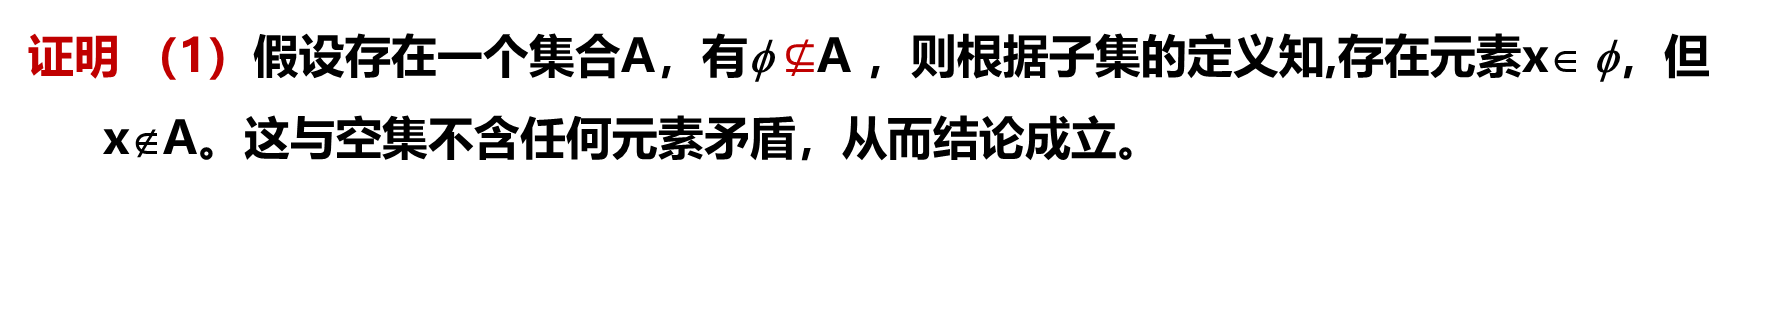 证明 （1）假设存在一个集合A，有ϕ⊈A ，则根据子集的定义知,存在元素x∈ ϕ，但
x∉A。这与空集不含任何元素矛盾，从而结论成立。